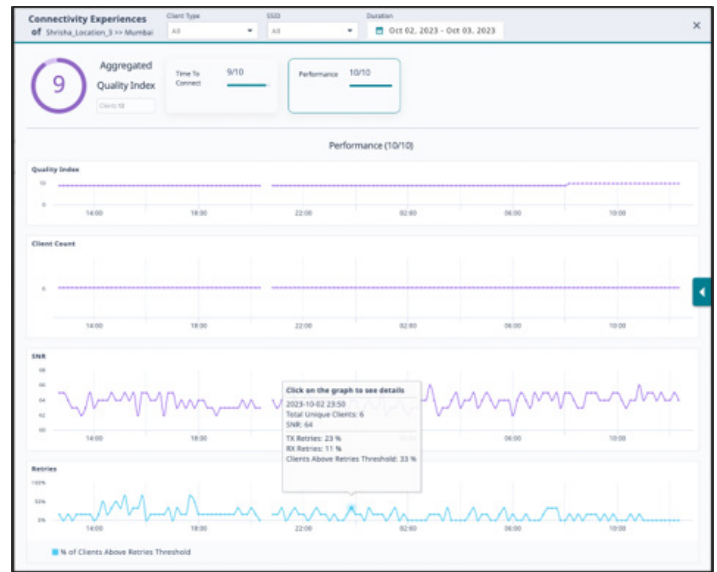 Connectivity Experiences
of Shrisha_Location_3 >> Mumbai
Client Type
All
SSID
All
Duration
Oct 02, 2023 - Oct 03, 2023
9
Aggregated
Quality Index
Time To
Connect
9/10
Performance
10/10
Performance (10/10)
Quality Index
10
0
14:00 18:00 22:00 02:00 06:00 10:00
Client Count
6
14:00 18:00 22:00 02:00 06:00 10:00
SNR
68
66
64
62
60
14:00 18:00 06:00 10:00
Click on the graph to see details
2023-10-02 23:50
Total Unique Clients: 6
SNR: 64
TX Retries: 23 %
RX Retries: 11 %
Clients Above Retries Threshold: 33 %
Retries
100%
50%
0%
14:00 18:00 22:00 02:00 06:00 10:00
% of Clients Above Retries Threshold